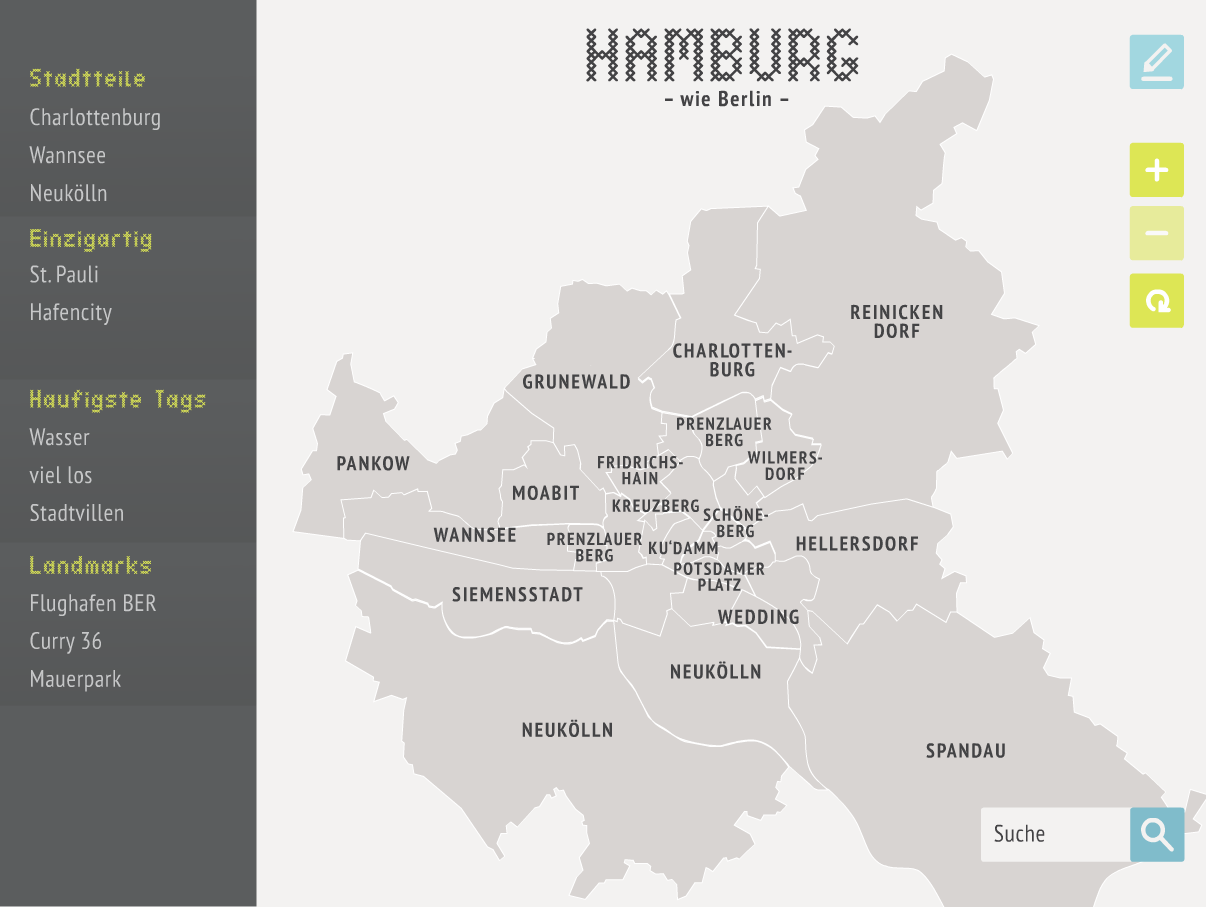 Stadtteile
Charlottenburg
Wannsee
Neukölln
Einzigartig
St. Pauli
Hafencity
Haufigste Tags
Wasser
viel los
Stadtvillen
Landmarks
Flughafen BER
Curry 36
Mauerpark
HAMBURG
– wie Berlin –
REINICKEN
DORF
CHARLOTTEN-
BURG
GRUNEWALD
PRENZLAUER
BERG
WILMERS-
DORF
PANKOW
FRIDRICHS-
HAIN
MOABIT
KREUZBERG
SCHÖNE-
BERG
WANNSEE
PRENZLAUER
BERG
KU'DAMM
HELLERSDORF
POTSDAMER
PLATZ
SIEMENSSTADT
WEDDING
NEUKÖLLN
NEUKÖLLN
SPANDAU
Suche